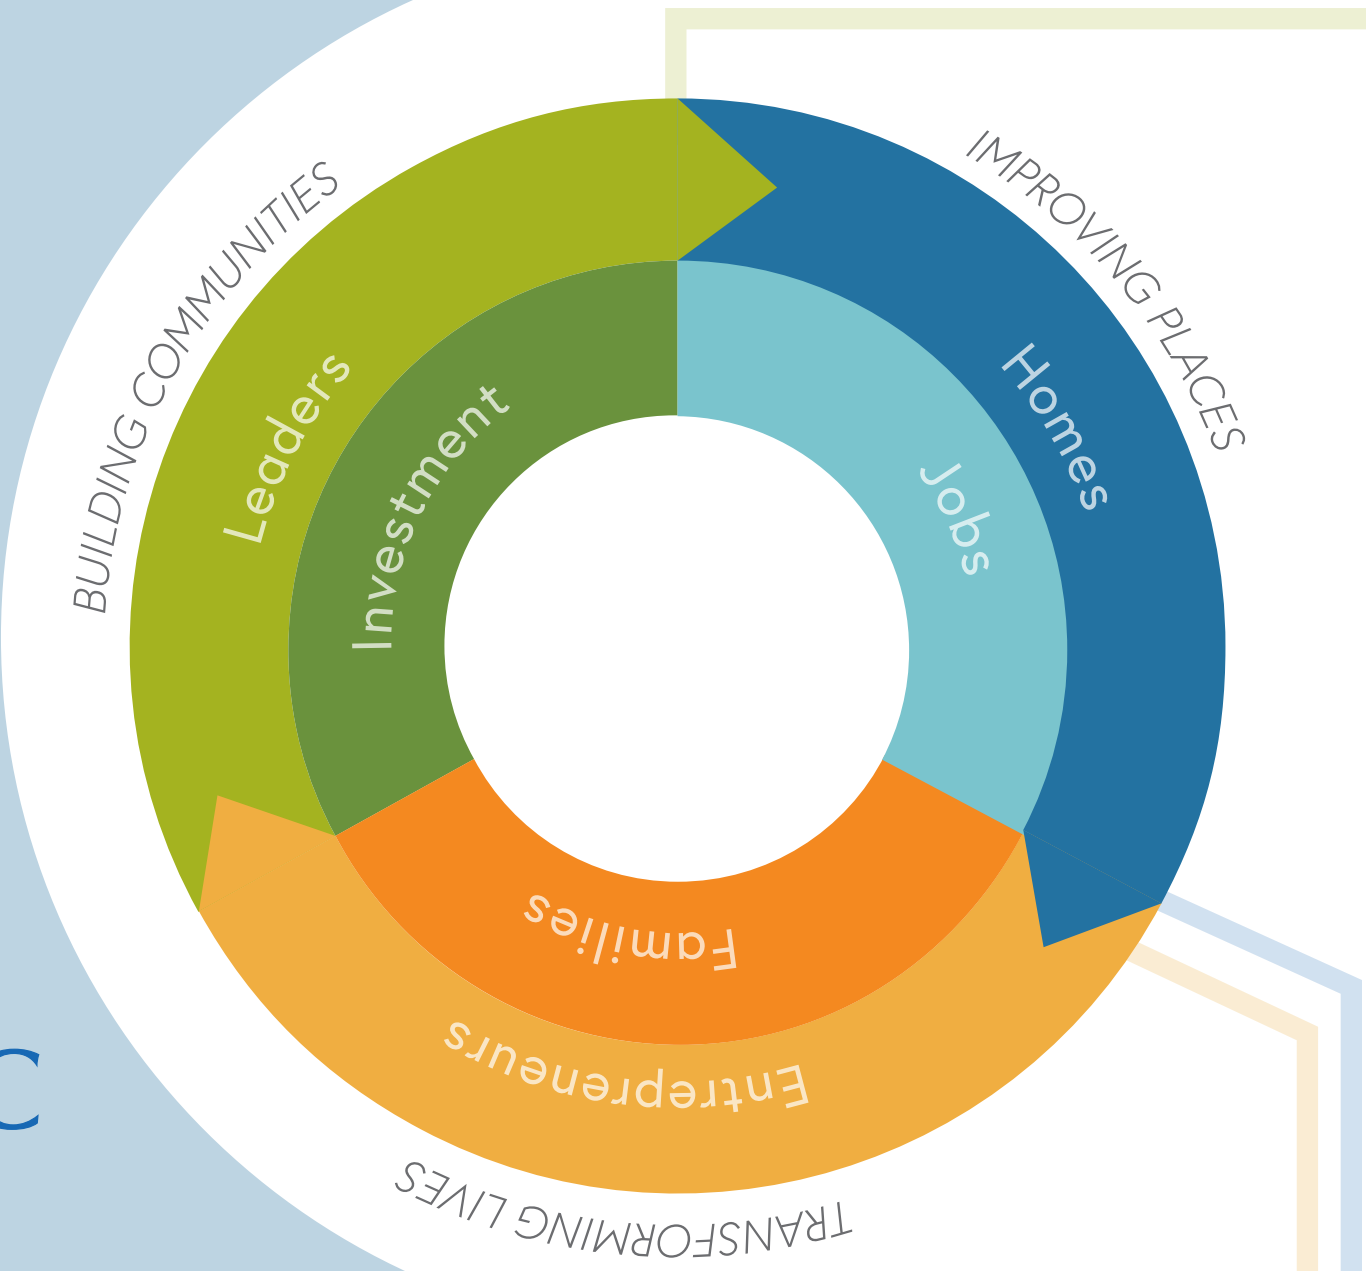 BUILDING COMMUNITIES
IMPROVING PLACES
Leaders
Homes
Investment
Jobs
Families
Entrepreneurs
TRANSFORMING LIVES
C